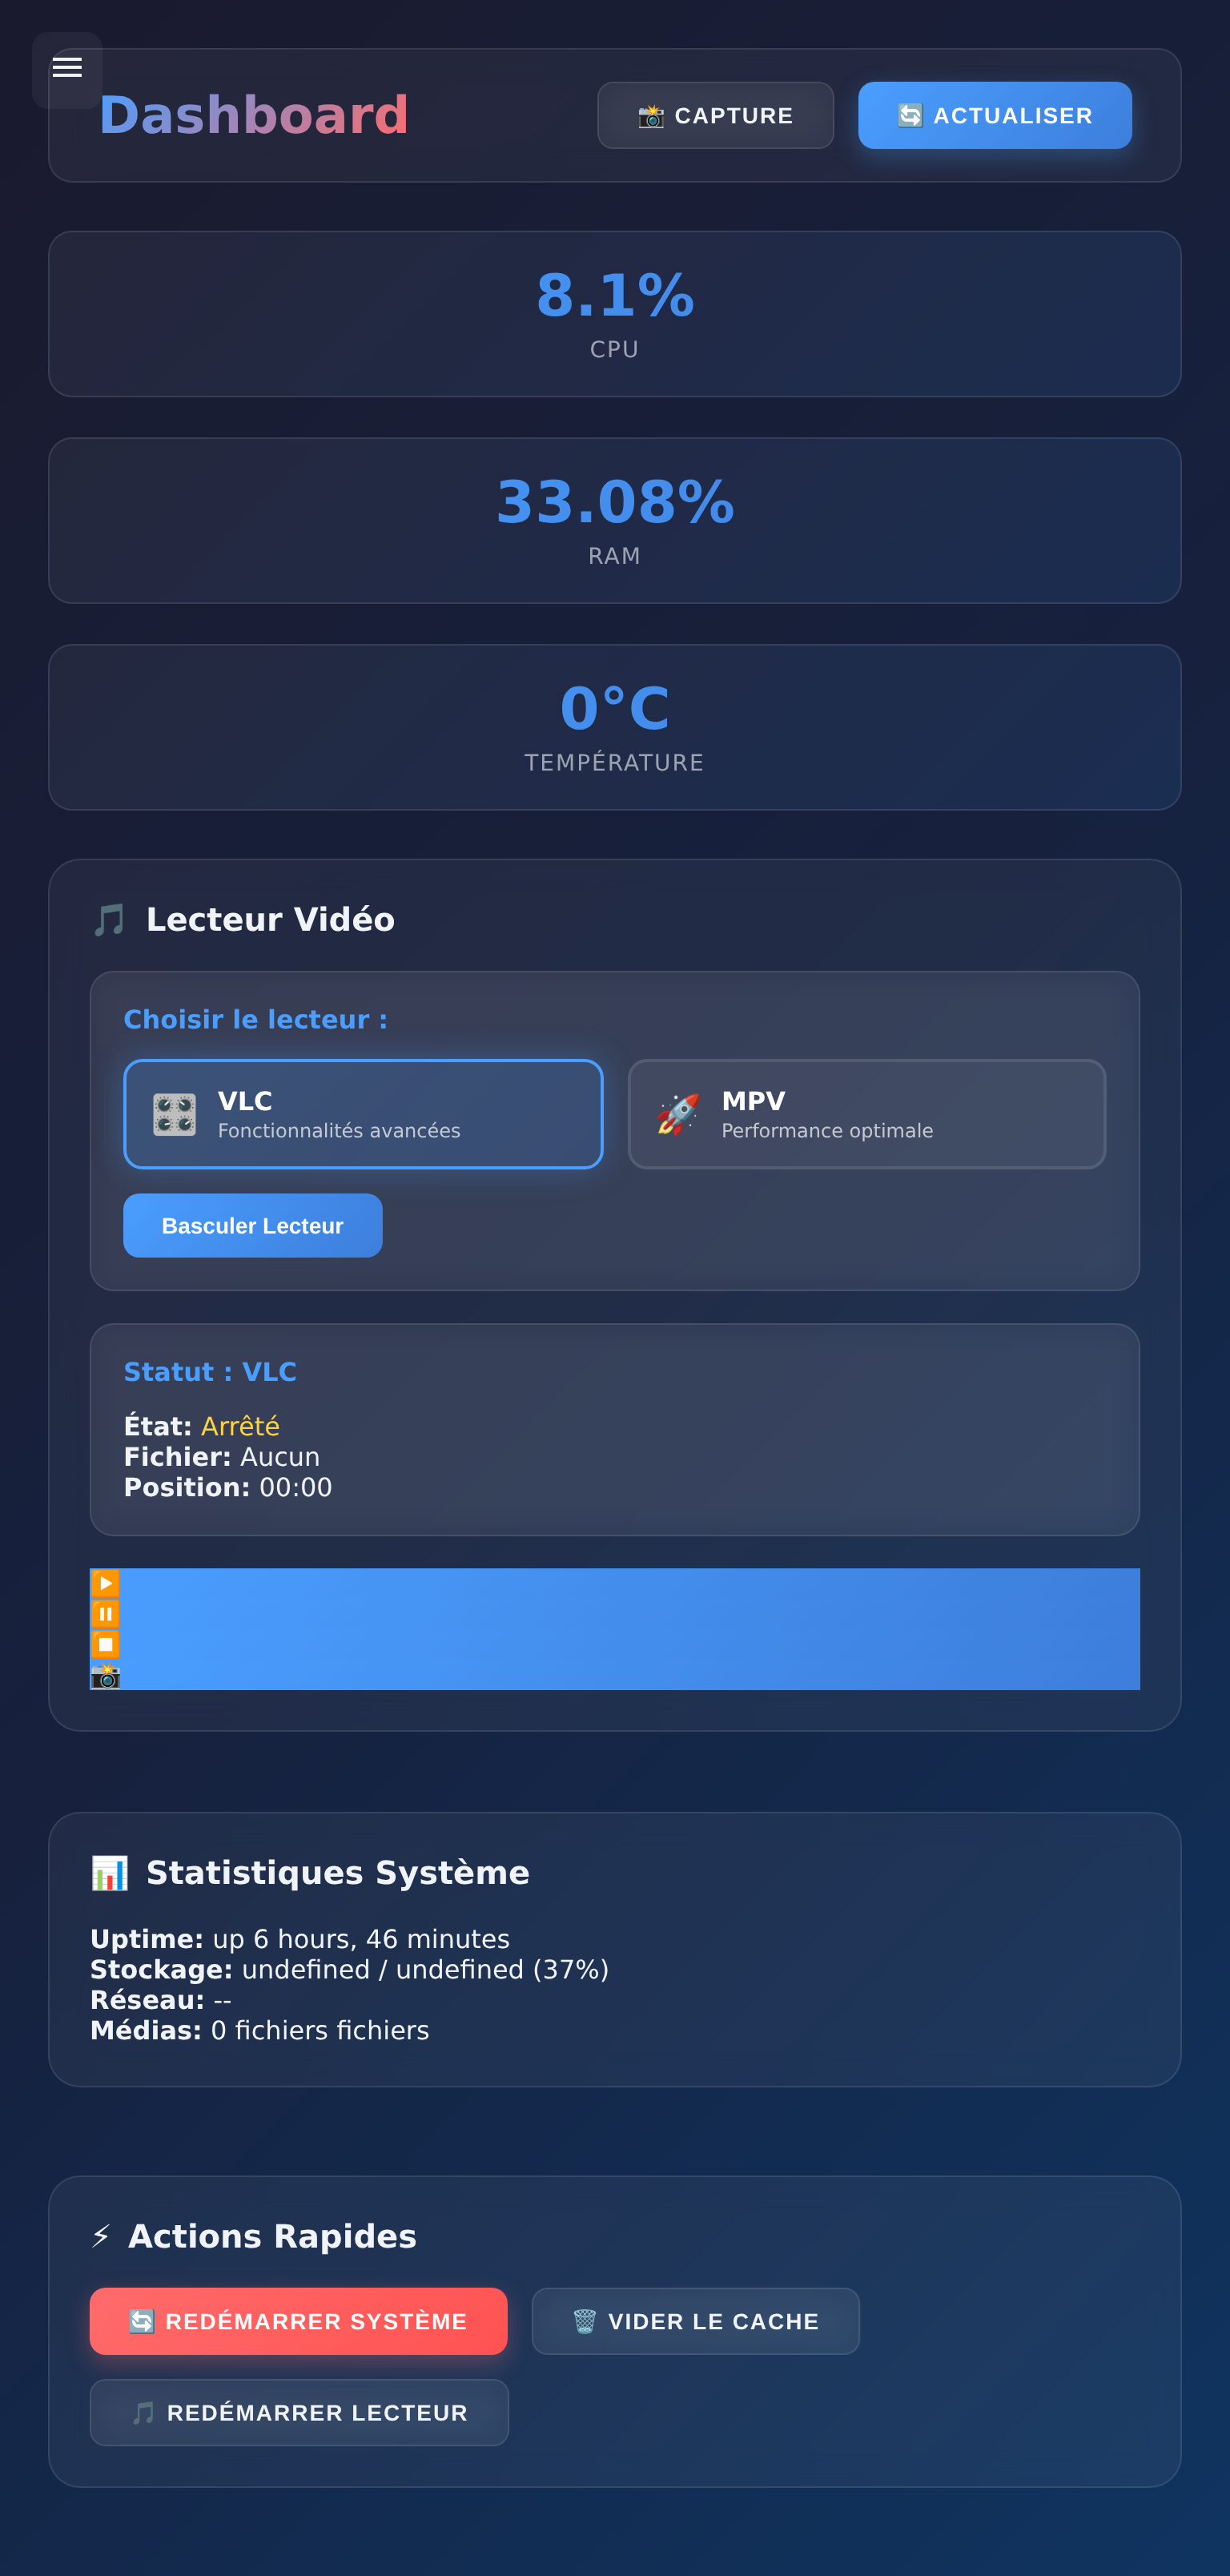 Dashboard
📸 CAPTURE
🔄 ACTUALISER
8.1%
CPU
33.08%
RAM
0°C
TEMPÉRATURE
🎵 Lecteur Vidéo
Choisir le lecteur :
VLC
Fonctionnalités avancées
MPV
Performance optimale
Basculer Lecteur
Statut : VLC
État: Arrêté
Fichier: Aucun
Position: 00:00
📊 Statistiques Système
Uptime: up 6 hours, 46 minutes
Stockage: undefined / undefined (37%)
Réseau: --
Médias: 0 fichiers fichiers
⚡ Actions Rapides
🔄 REDÉMARRER SYSTÈME
🗑️ VIDER LE CACHE
🎵 REDÉMARRER LECTEUR